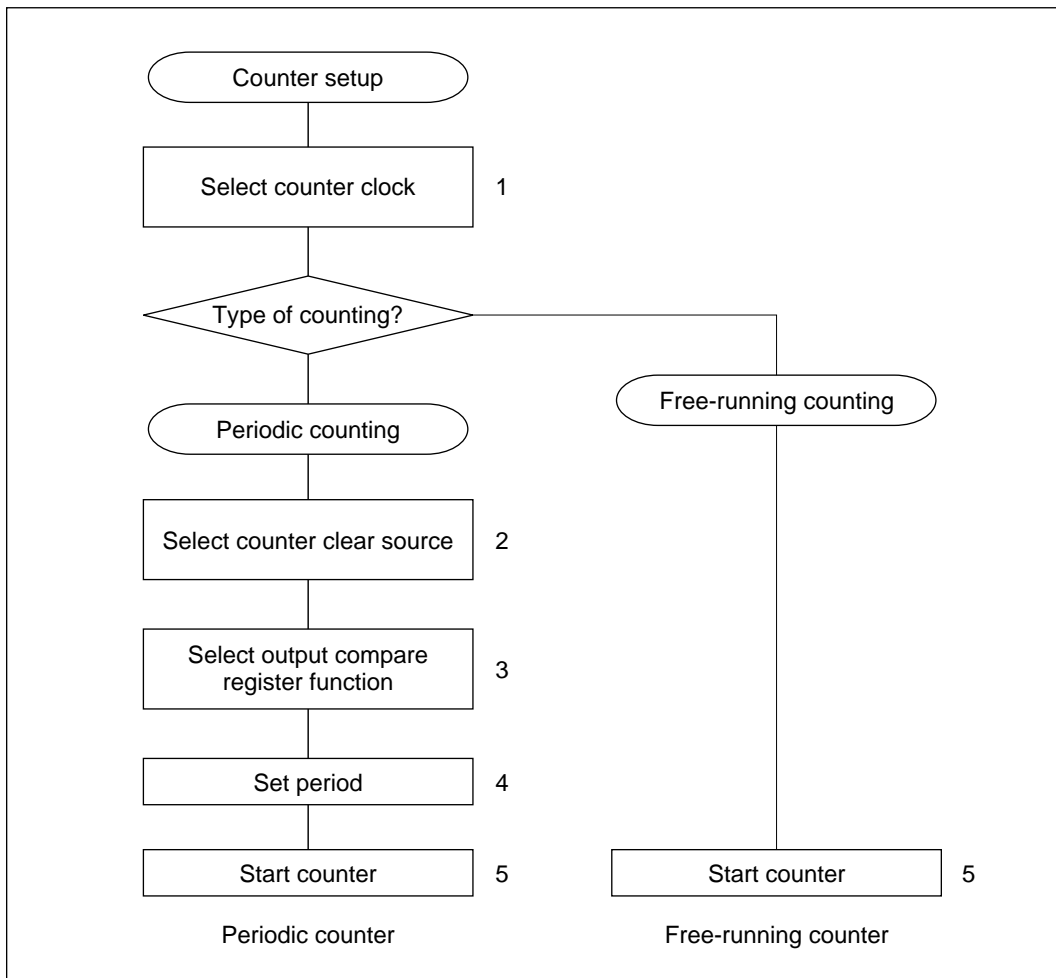 Counter setup
Select counter clock 1
Type of counting?
Free-running counting
Periodic counting
Select counter clear source 2
Select output compare
register function
3
Set period 4
Start counter 5
Start counter 5
Periodic counter
Free-running counter